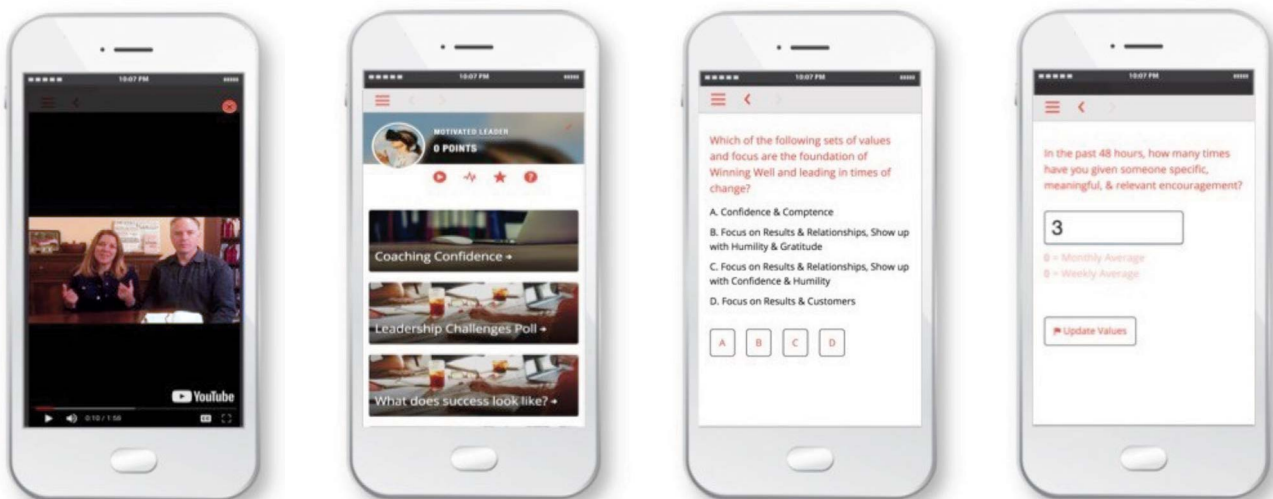 10:07 PM
YouTube
0:10 / 1:56
CC
10:07 PM
MOTIVATED LEADER
0 POINTS
Coaching Confidence
Leadership Challenges Poll
What does success look like?
10:07 PM
Which of the following sets of values
and focus are the foundation of
Winning Well and leading in times of
change?
A. Confidence & Comptence
B. Focus on Results & Relationships, Show up
with Humility & Gratitude
C. Focus on Results & Relationships, Show up
with Confidence & Humility
D. Focus on Results & Customers
A B C D
10:07 PM
In the past 48 hours, how many times
have you given someone specific,
meaningful, & relevant encouragement?
3
0 = Monthly Average
0 = Weekly Average
Update Values